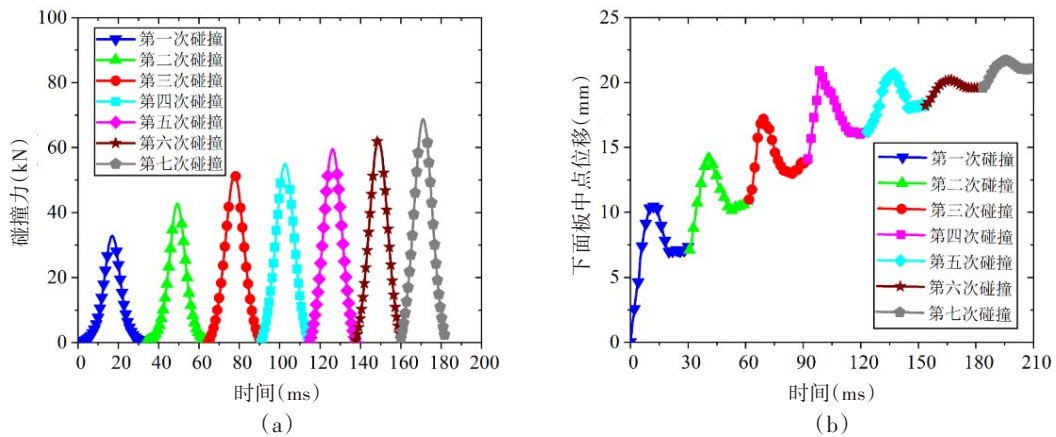 100
80
60
40
20
0
碰撞力(kN)
第一次碰撞
第二次碰撞
第三次碰撞
第四次碰撞
第五次碰撞
第六次碰撞
第七次碰撞
0 20 40 60 80 100 120 140 160 180 200
时间(ms)
(a)
25
20
15
10
5
0
下面板中点位移(mm)
第一次碰撞
第二次碰撞
第三次碰撞
第四次碰撞
第五次碰撞
第六次碰撞
第七次碰撞
0 30 60 90 120 150 180 210
时间(ms)
(b)